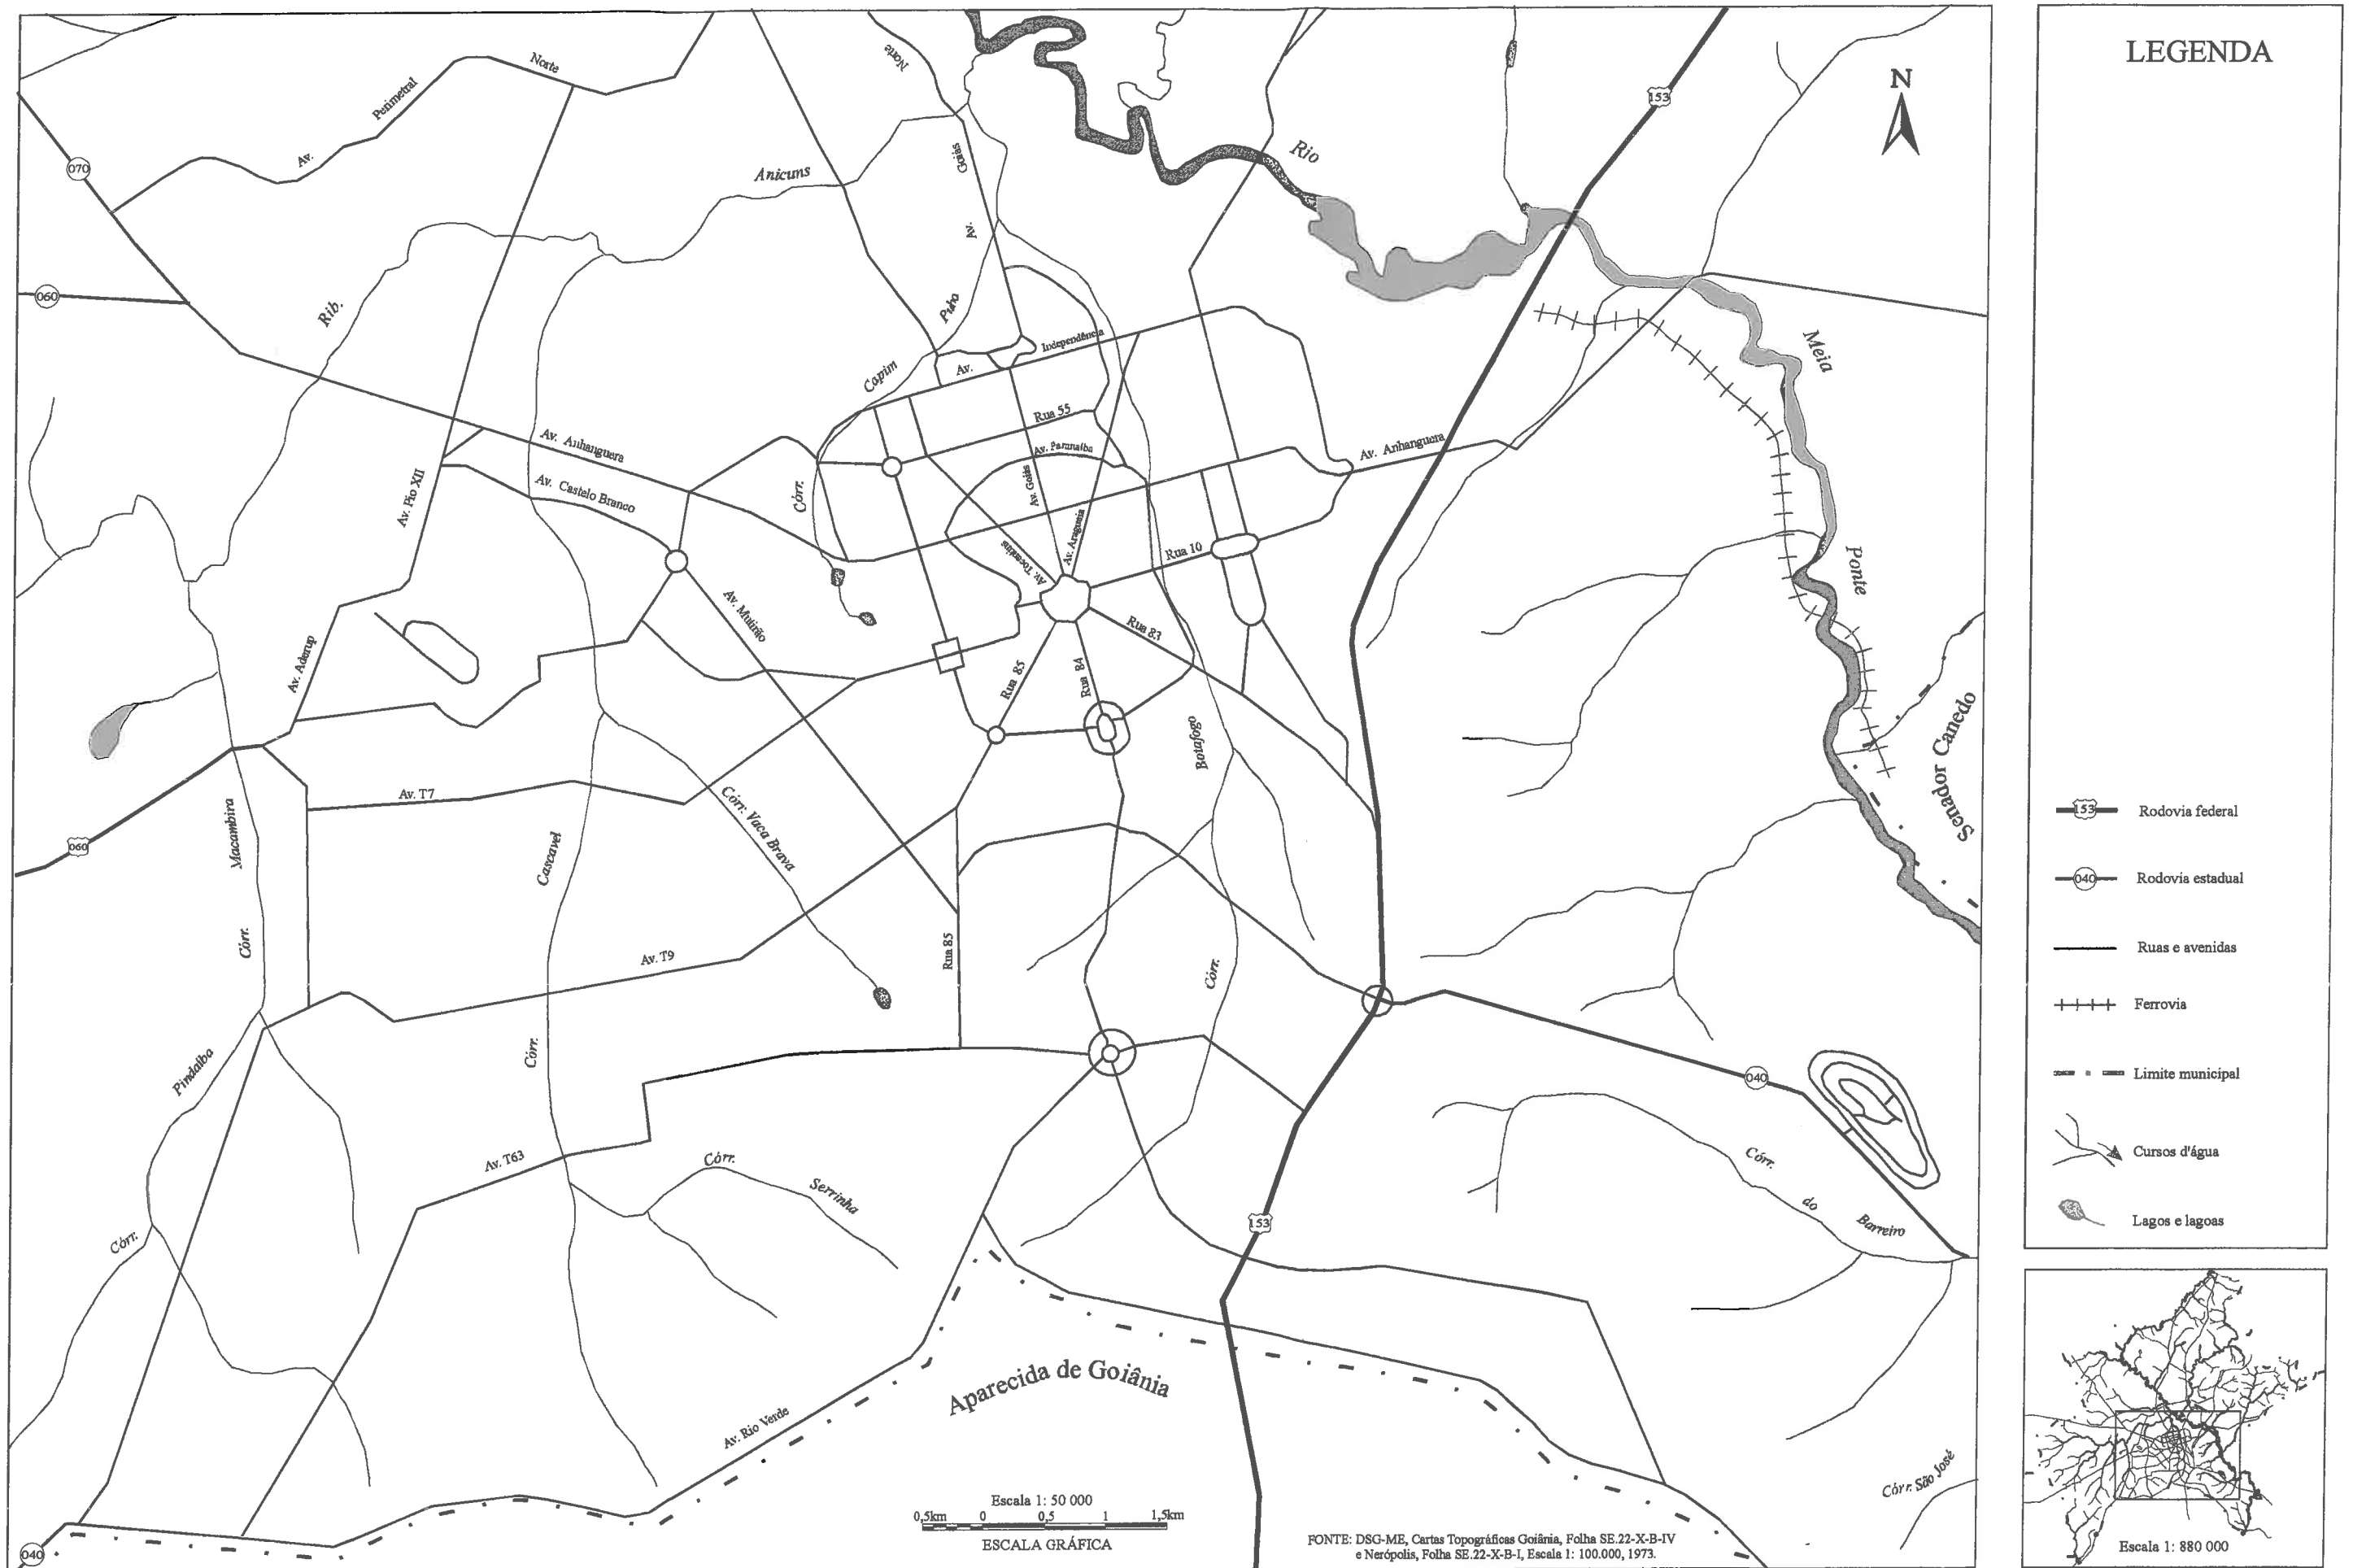 LEGENDA
N
Norte
Norte
Perimetral
Av.
070
060
Anicuns
Rib.
Goiás
Av.
Rio
153
Meia
Ponte
Puho
Capim
Córr.
Av.
Independência
Rua 55
Av. Paranaíba
Av. Goiás
Av. Araguaia
Av. Tocantins
Av. Anhanguera
Av. Anhanguera
Av. Castelo Branco
Av. Pio XII
Av. Mutirão
Av. Aderup
Rua 10
Rua 83
Rua 85
Rua 84
Botafogo
Córr.
Senador Canedo
Av. T7
Córr. Vaca Brava
Macambira
Córr.
Cascavel
Córr.
060
Av. T9
Rua 85
Pindaíba
Córr.
Av. T63
Córr.
Serrinha
040
Córr.
do
Barreiro
153
Aparecida de Goiânia
Av. Rio Verde
Córr. São José
040
Escala 1: 50 000
0,5km 0 0,5 1 1,5km
ESCALA GRÁFICA
FONTE: DSG-ME, Cartas Topográficas Goiânia, Folha SE.22-X-B-IV
e Nerópolis, Folha SE.22-X-B-I, Escala 1: 100.000, 1973.
153 Rodovia federal
040 Rodovia estadual
Ruas e avenidas
Ferrovia
Limite municipal
Cursos d'água
Lagos e lagoas
Escala 1: 880 000